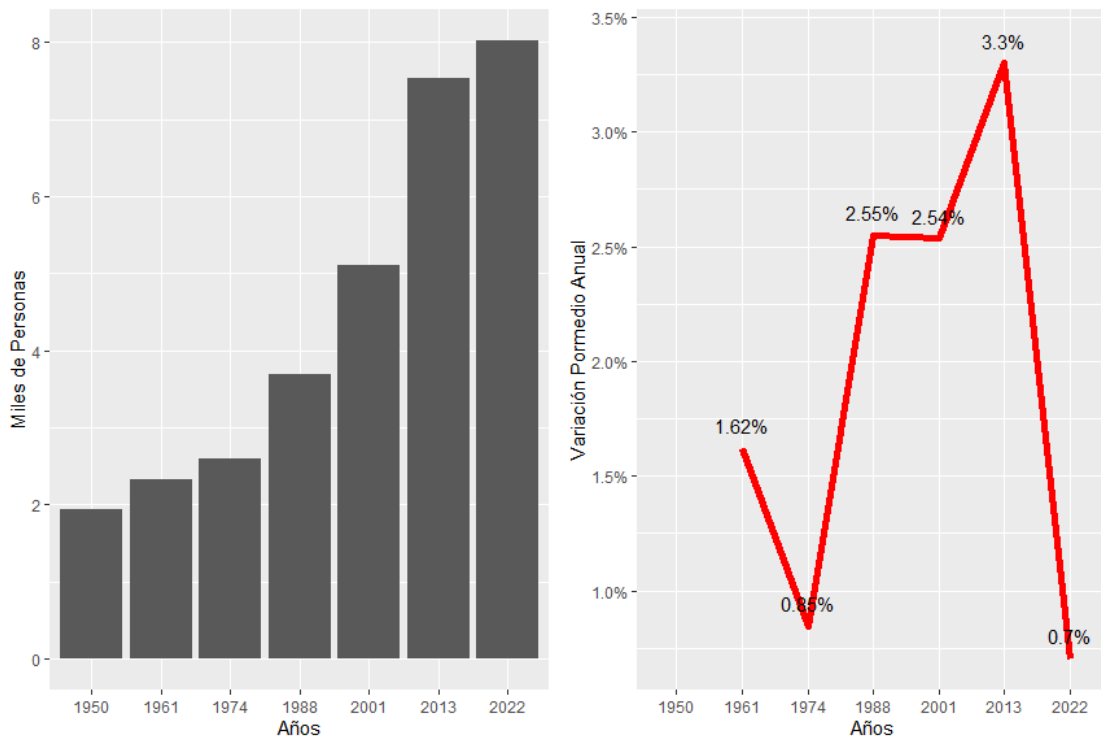 8
6
4
2
0
Miles de Personas
1950 1961 1974 1988 2001 2013 2022
Años
3.5%
3.0%
2.5%
2.0%
1.5%
1.0%
Variación Pormedio Anual
1.62%
0.85%
2.55%
2.54%
3.3%
0.7%
1950 1961 1974 1988 2001 2013 2022
Años